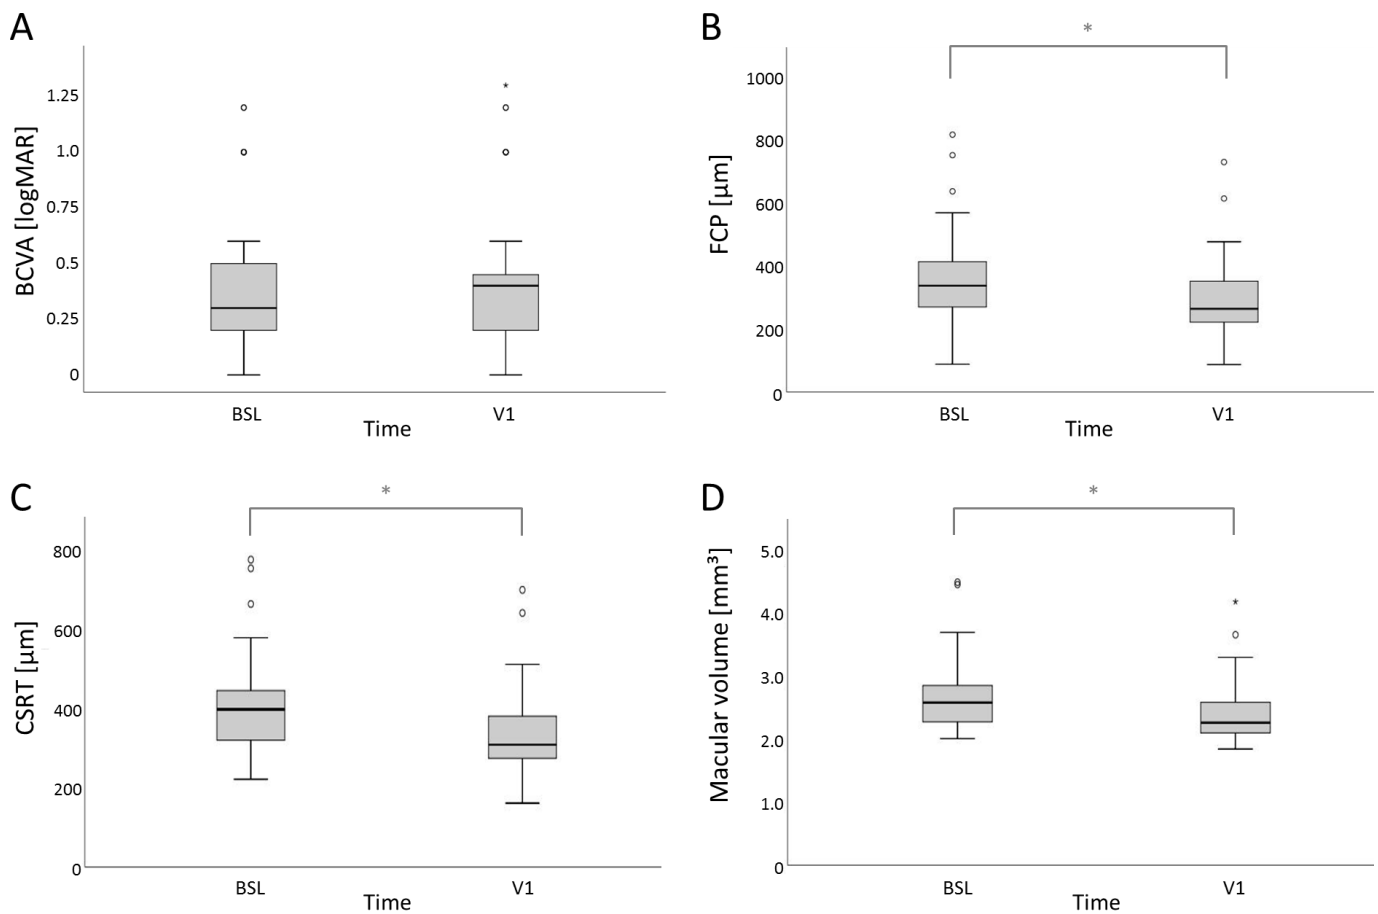 A
BCVA [logMAR]
1.25
1.0
0.75
0.5
0.25
0
*
BSL
V1
Time
B
*
FCP [µm]
1000
800
600
400
200
0
BSL
V1
Time
C
*
CSRT [µm]
800
600
400
200
0
BSL
V1
Time
D
*
Macular volume [mm³]
5.0
4.0
3.0
2.0
1.0
0
*
BSL
V1
Time